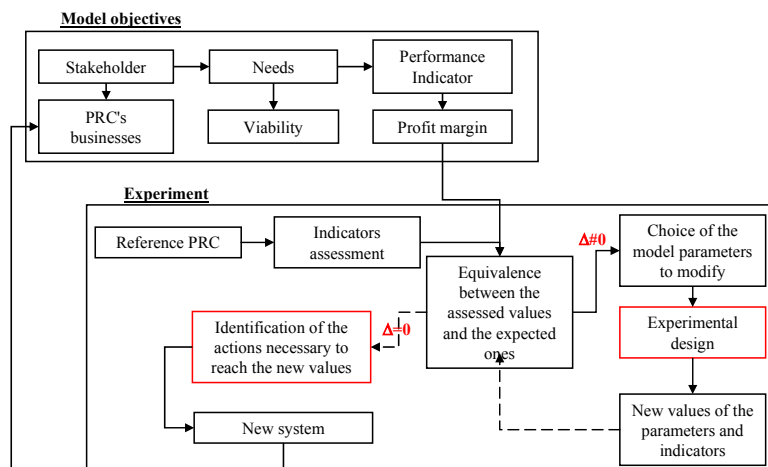 Model objectives
Stakeholder
Needs
Performance
Indicator
PRC's
businesses
Viability
Profit margin
Experiment
Reference PRC
Indicators
assessment
Δ#0
Choice of the
model parameters
to modify
Equivalence
between the
assessed values
and the expected
ones
Δ=0
Identification of the
actions necessary to
reach the new values
Experimental
design
New system
New values of the
parameters and
indicators